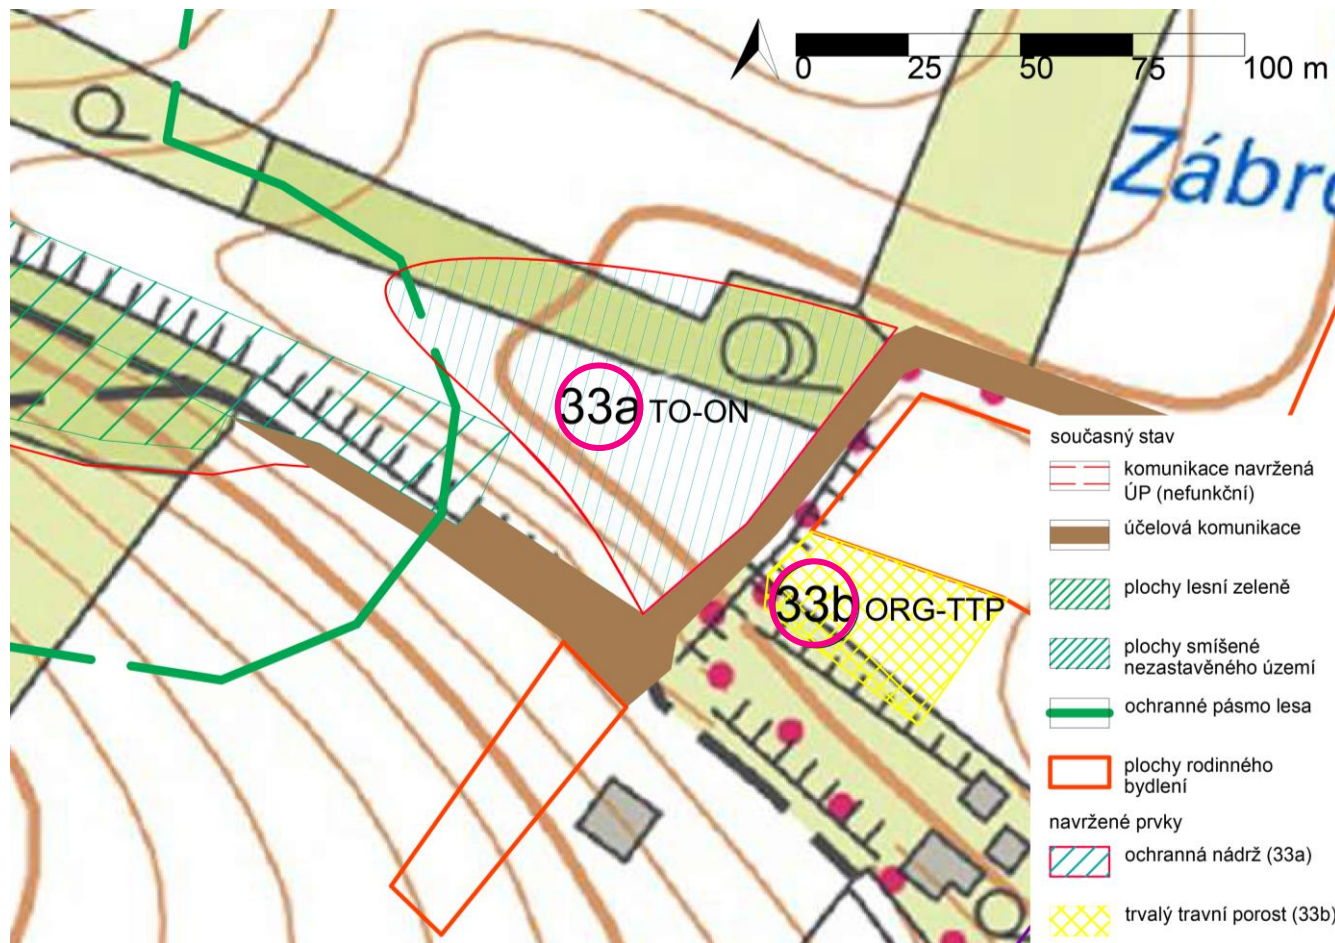 0 25 50 75 100 m
33a TO-ON
33b ORG-TTP
současný stav
komunikace navržená
ÚP (nefunkční)
účelová komunikace
plochy lesní zeleně
plochy smíšené
nezastavěného území
ochranné pásmo lesa
plochy rodinného
bydlení
navržené prvky
ochranná nádrž (33a)
trvalý travní porost (33b)